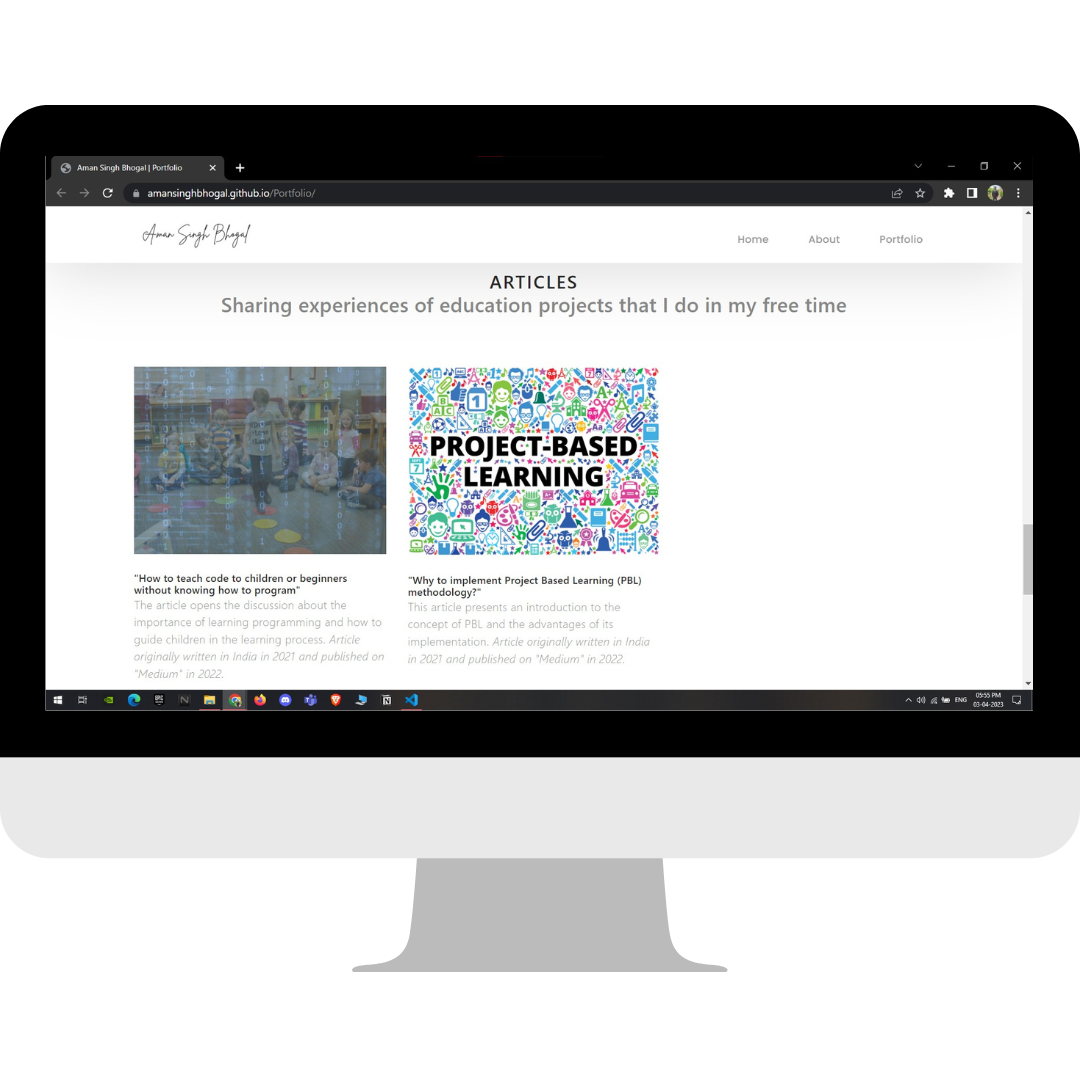 Aman Singh Bhogal | Portfolio
amansinghbhogal.github.io/Portfolio/
Aman Singh Bhogal
Home About Portfolio
ARTICLES
Sharing experiences of education projects that I do in my free time
PROJECT-BASED
LEARNING
"How to teach code to children or beginners
without knowing how to program"
The article opens the discussion about the
importance of learning programming and how to
guide children in the learning process. Article
originally written in India in 2021 and published on
"Medium" in 2022.
"Why to implement Project Based Learning (PBL)
methodology?"
This article presents an introduction to the
concept of PBL and the advantages of its
implementation. Article originally written in India
in 2021 and published on "Medium" in 2022.
ENG
05:55 PM
03-04-2023